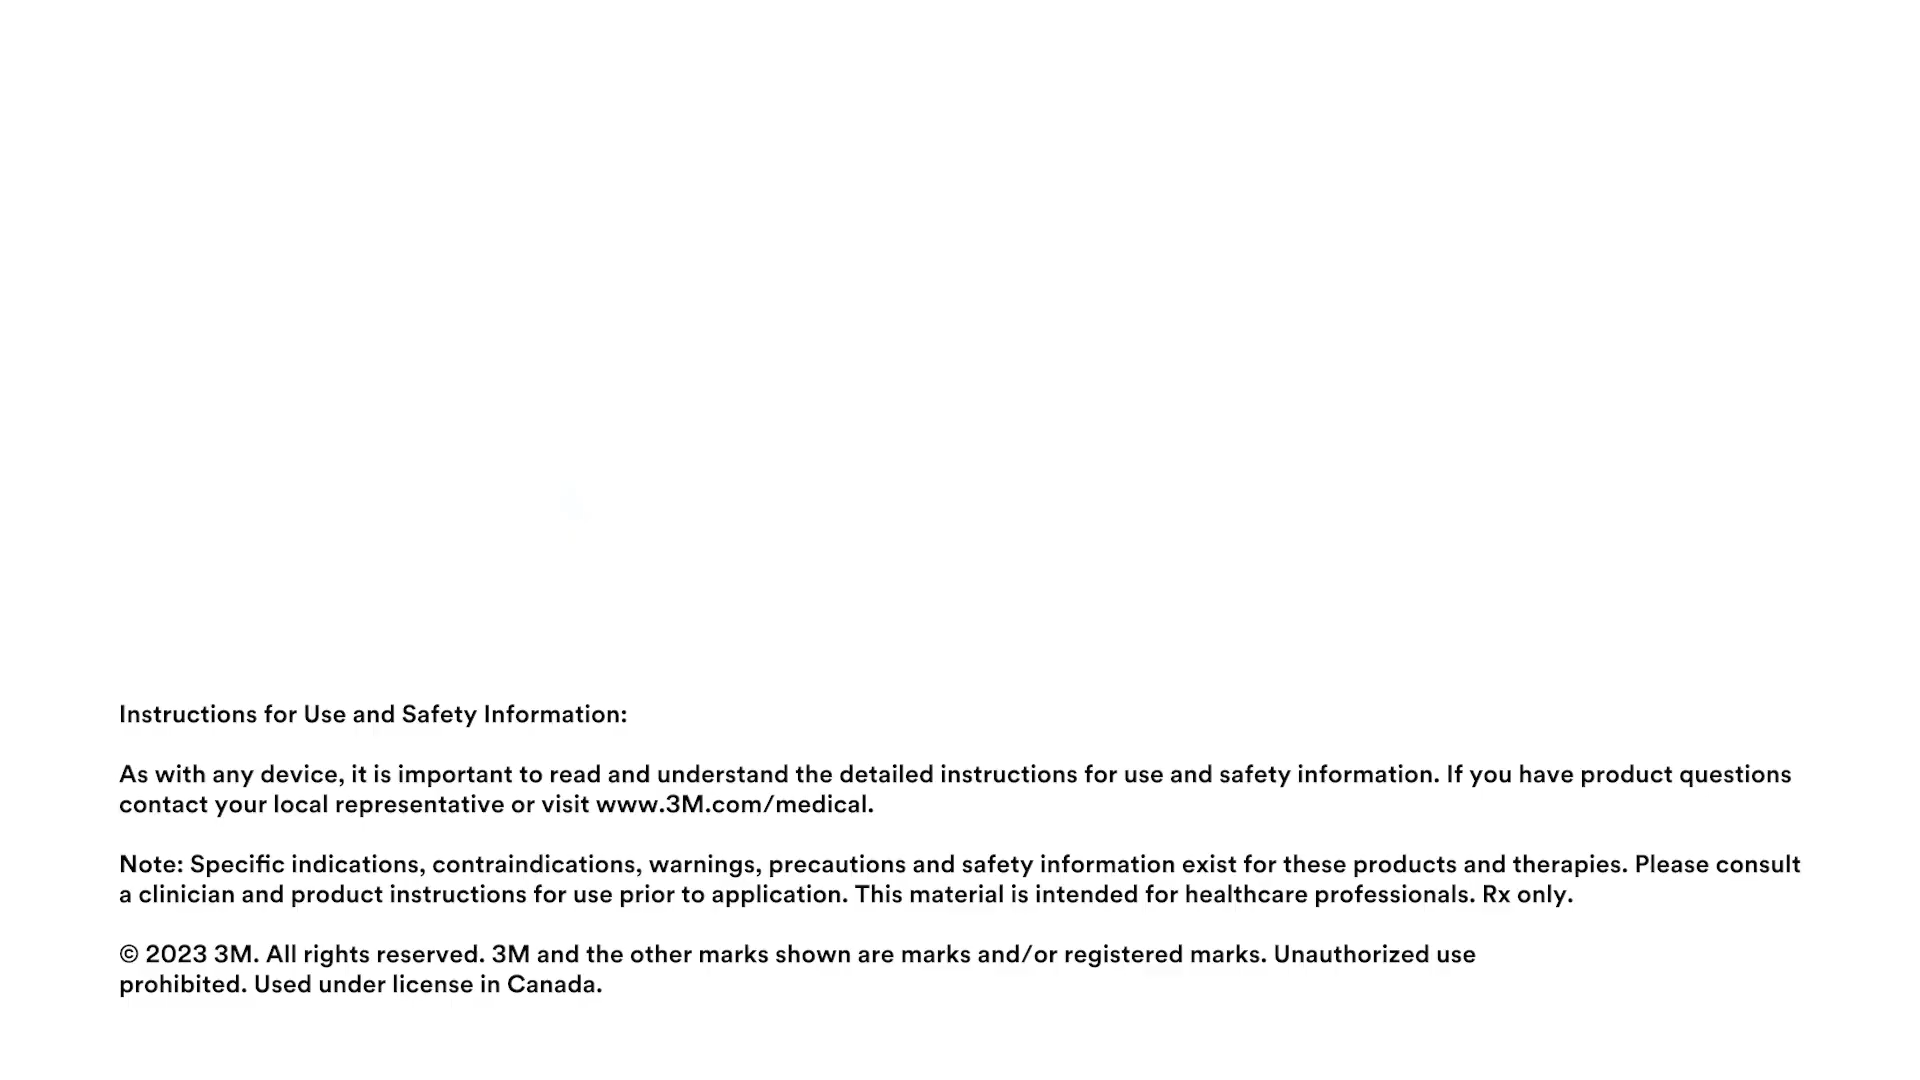 Instructions for Use and Safety Information:
As with any device, it is important to read and understand the detailed instructions for use and safety information. If you have product questions
contact your local representative or visit www.3M.com/medical.
Note: Specific indications, contraindications, warnings, precautions and safety information exist for these products and therapies. Please consult
a clinician and product instructions for use prior to application. This material is intended for healthcare professionals. Rx only.
© 2023 3M. All rights reserved. 3M and the other marks shown are marks and/or registered marks. Unauthorized use
prohibited. Used under license in Canada.